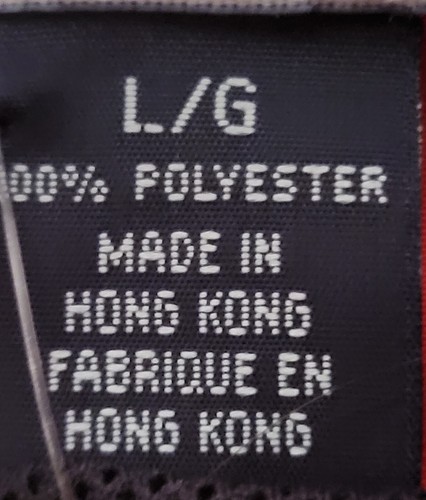 L/G
00% POLYESTER
MADE IN
HONG KONG
FABRIQUE EN
HONG KONG